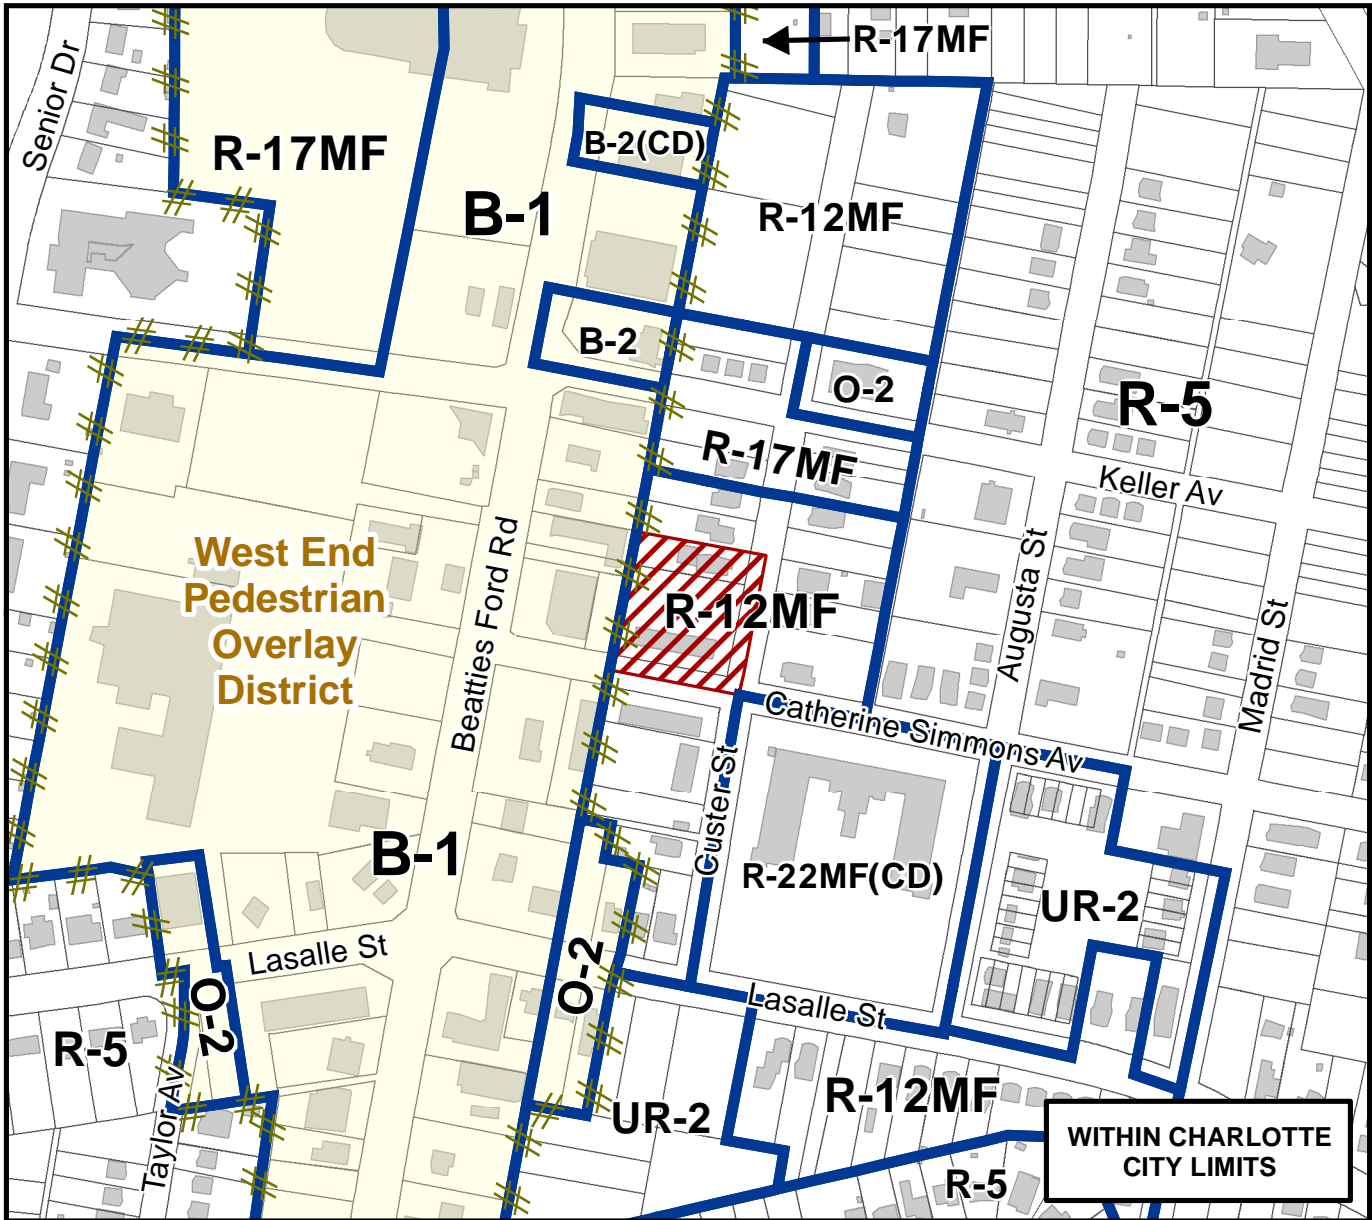 R-17MF
Senior Dr
R-17MF
B-2(CD)
B-1
R-12MF
B-2
O-2
R-5
R-17MF
Keller Av
West End
Pedestrian
Overlay
District
Beatties Ford Rd
R-12MF
Augusta St
Madrid St
Catherine Simmons Av
Custer St
B-1
R-22MF(CD)
UR-2
Lasalle St
O-2
O-2
Lasalle St
R-5
Taylor Av
UR-2
R-12MF
R-5
WITHIN CHARLOTTE
CITY LIMITS